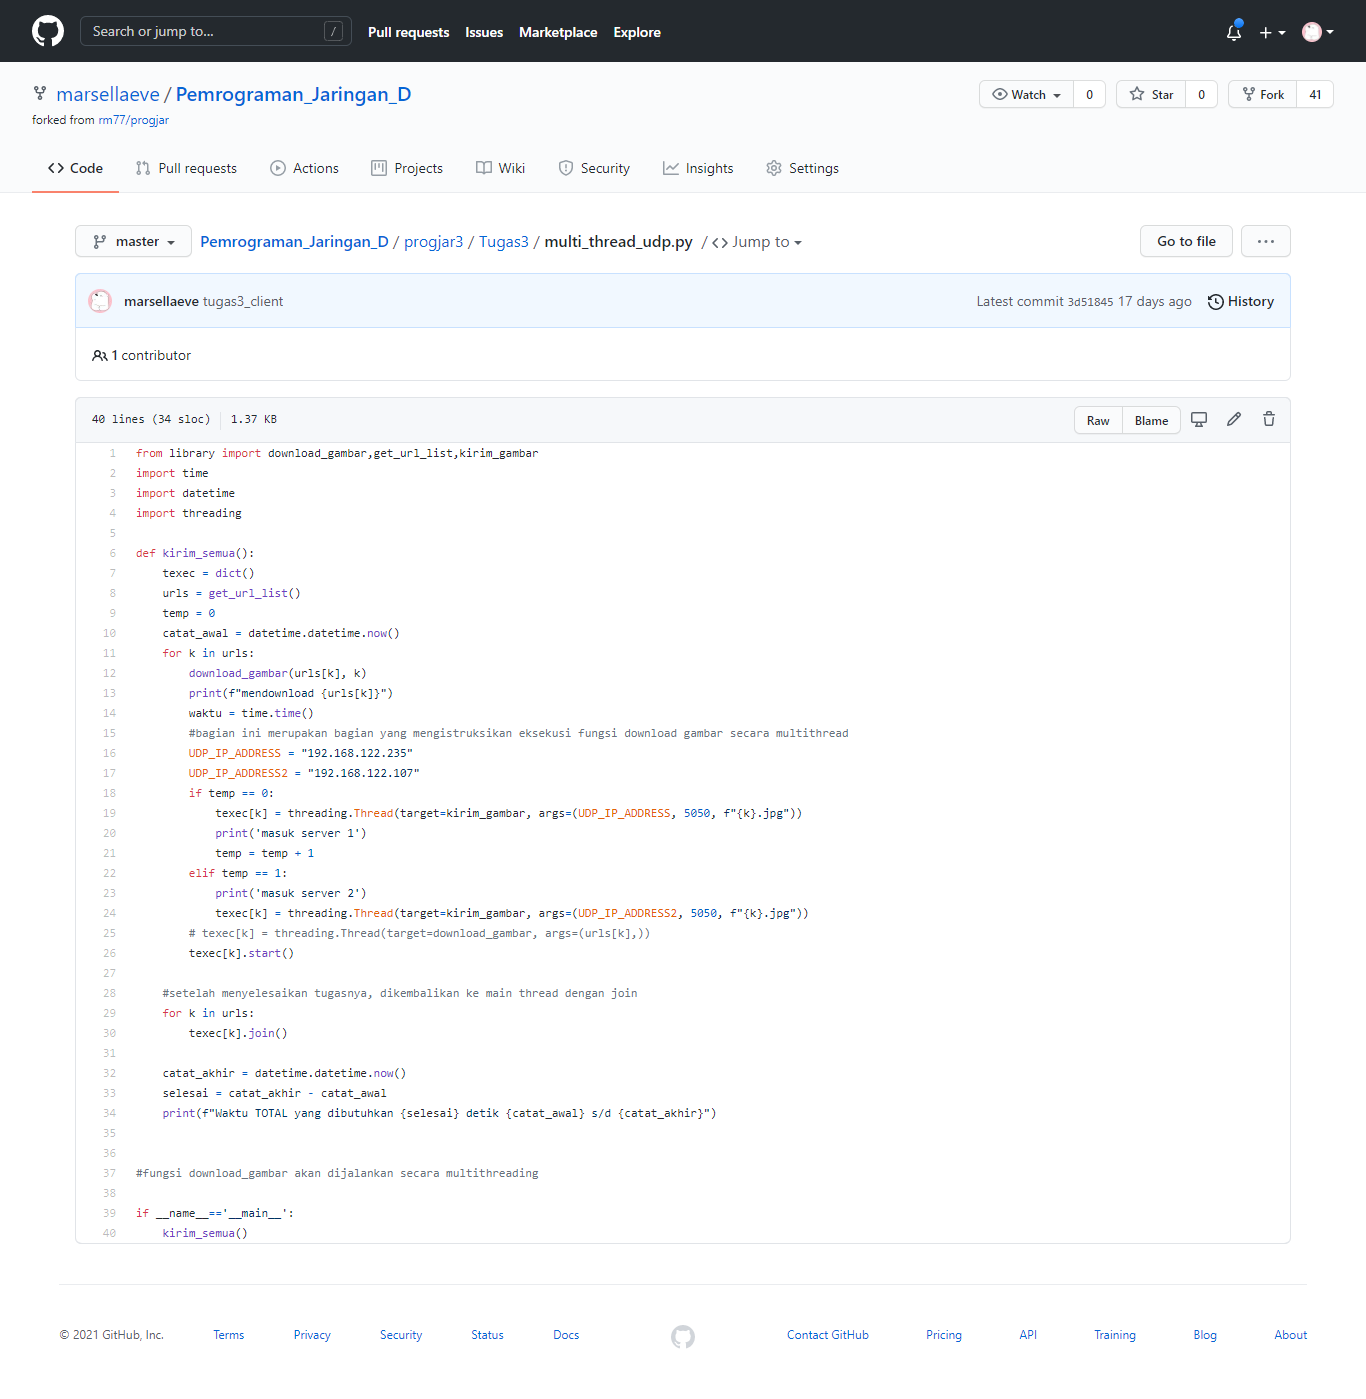 Search or jump to... /
Pull requests Issues Marketplace Explore
marsellaeve / Pemrograman_Jaringan_D
Watch 0 Star 0 Fork 41
forked from rm77/progjar
Code Pull requests Actions Projects Wiki Security Insights Settings
master Pemrograman_Jaringan_D / progjar3 / Tugas3 / multi_thread_udp.py / <> Jump to Go to file ...
marsellaeve tugas3_client Latest commit 3d51845 17 days ago History
1 contributor
40 lines (34 sloc) 1.37 KB Raw Blame
1 from library import download_gambar,get_url_list,kirim_gambar
2 import time
3 import datetime
4 import threading
5
6 def kirim_semua():
7     texec = dict()
8     urls = get_url_list()
9     temp = 0
10     catat_awal = datetime.datetime.now()
11     for k in urls:
12         download_gambar(urls[k], k)
13         print(f"mendownload {urls[k]}")
14         waktu = time.time()
15         #bagian ini merupakan bagian yang mengistruksikan eksekusi fungsi download gambar secara multithread
16         UDP_IP_ADDRESS = "192.168.122.235"
17         UDP_IP_ADDRESS2 = "192.168.122.107"
18         if temp == 0:
19             texec[k] = threading.Thread(target=kirim_gambar, args=(UDP_IP_ADDRESS, 5050, f"{k}.jpg"))
20             print('masuk server 1')
21             temp = temp + 1
22         elif temp == 1:
23             print('masuk server 2')
24             texec[k] = threading.Thread(target=kirim_gambar, args=(UDP_IP_ADDRESS2, 5050, f"{k}.jpg"))
25         # texec[k] = threading.Thread(target=download_gambar, args=(urls[k],))
26         texec[k].start()
27
28     #setelah menyelesaikan tugasnya, dikembalikan ke main thread dengan join
29     for k in urls:
30         texec[k].join()
31
32     catat_akhir = datetime.datetime.now()
33     selesai = catat_akhir - catat_awal
34     print(f"Waktu TOTAL yang dibutuhkan {selesai} detik {catat_awal} s/d {catat_akhir}")
35
36
37 #fungsi download_gambar akan dijalankan secara multithreading
38
39 if __name__=='__main__':
40     kirim_semua()
© 2021 GitHub, Inc. Terms Privacy Security Status Docs Contact GitHub Pricing API Training Blog About